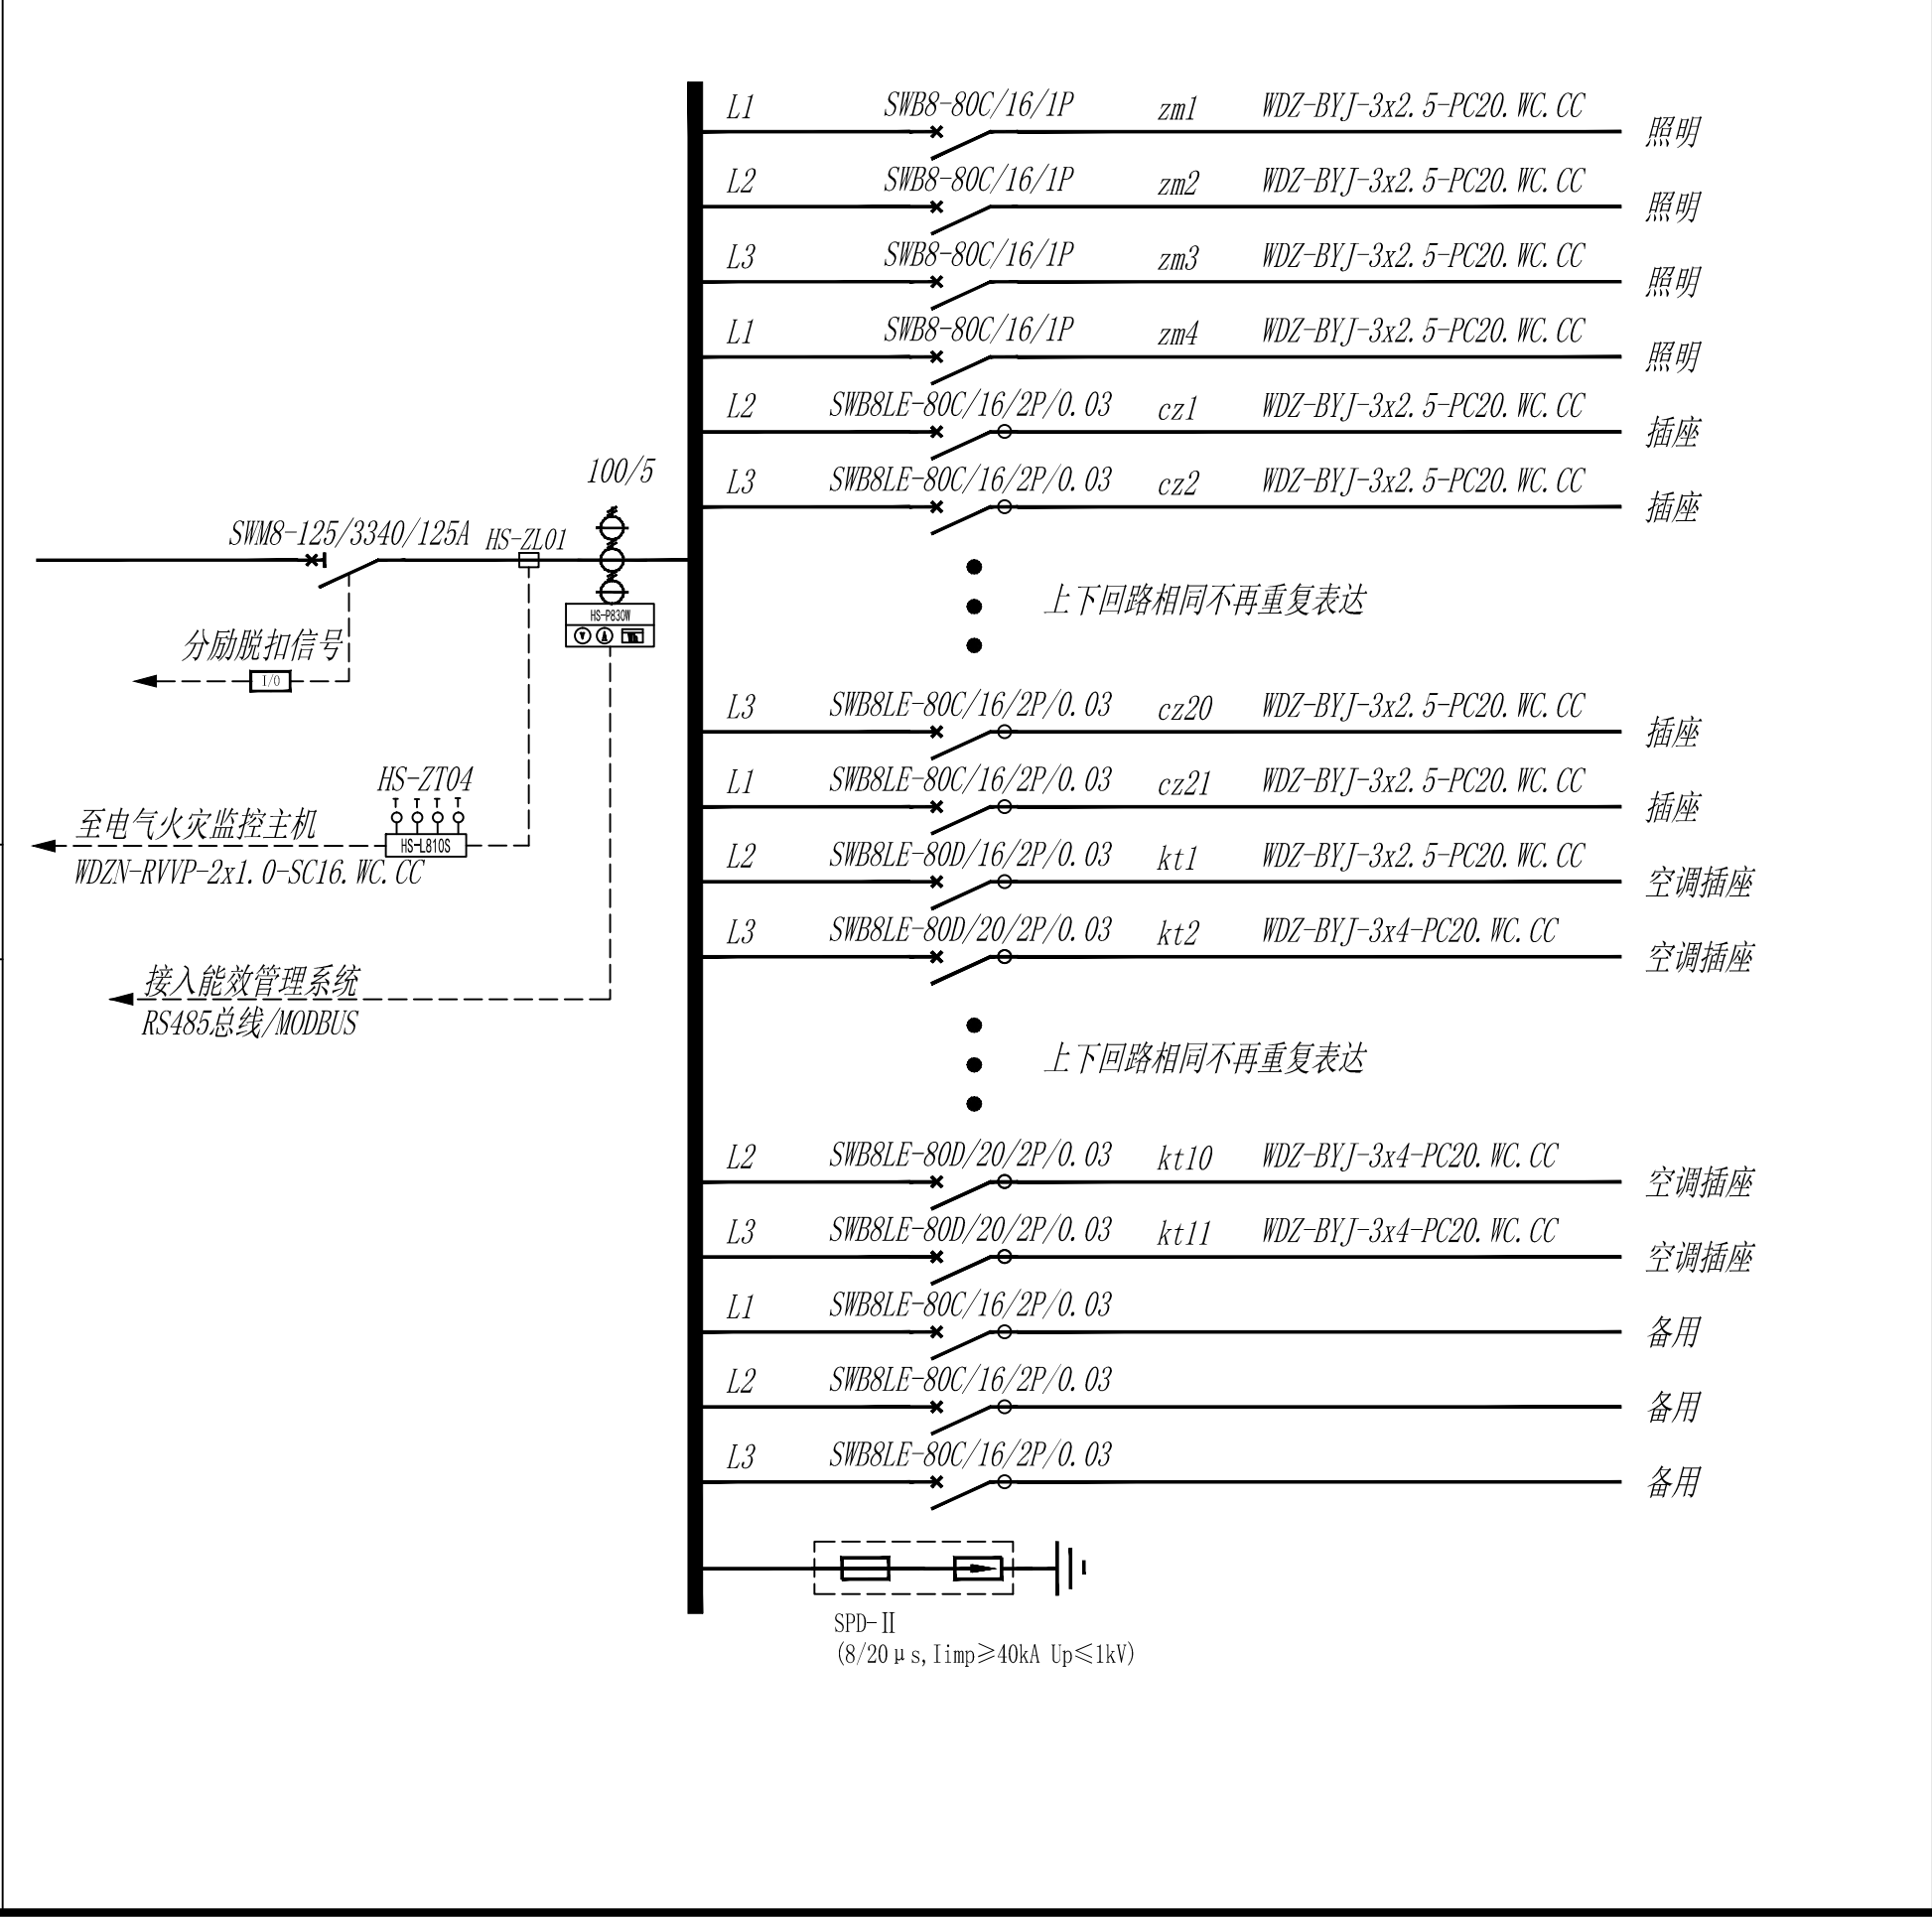 L1 SWB8-80C/16/1P zm1 WDZ-BYJ-3x2.5-PC20.WC.CC 照明
L2 SWB8-80C/16/1P zm2 WDZ-BYJ-3x2.5-PC20.WC.CC 照明
L3 SWB8-80C/16/1P zm3 WDZ-BYJ-3x2.5-PC20.WC.CC 照明
L1 SWB8-80C/16/1P zm4 WDZ-BYJ-3x2.5-PC20.WC.CC 照明
L2 SWB8LE-80C/16/2P/0.03 cz1 WDZ-BYJ-3x2.5-PC20.WC.CC 插座
L3 SWB8LE-80C/16/2P/0.03 cz2 WDZ-BYJ-3x2.5-PC20.WC.CC 插座
100/5
SWM8-125/3340/125A HS-ZL01
上下回路相同不再重复表达
HS-P830W
分励脱扣信号
I/O
L3 SWB8LE-80C/16/2P/0.03 cz20 WDZ-BYJ-3x2.5-PC20.WC.CC 插座
L1 SWB8LE-80C/16/2P/0.03 cz21 WDZ-BYJ-3x2.5-PC20.WC.CC 插座
HS-ZT04
至电气火灾监控主机
HS-L810S
WDZN-RVVP-2x1.0-SC16.WC.CC
L2 SWB8LE-80D/16/2P/0.03 kt1 WDZ-BYJ-3x2.5-PC20.WC.CC 空调插座
L3 SWB8LE-80D/20/2P/0.03 kt2 WDZ-BYJ-3x4-PC20.WC.CC 空调插座
接入能效管理系统
RS485总线/MODBUS
上下回路相同不再重复表达
L2 SWB8LE-80D/20/2P/0.03 kt10 WDZ-BYJ-3x4-PC20.WC.CC 空调插座
L3 SWB8LE-80D/20/2P/0.03 kt11 WDZ-BYJ-3x4-PC20.WC.CC 空调插座
L1 SWB8LE-80C/16/2P/0.03 备用
L2 SWB8LE-80C/16/2P/0.03 备用
L3 SWB8LE-80C/16/2P/0.03 备用
SPD-Ⅱ
(8/20μs,Iimp≥40kA Up≤1kV)